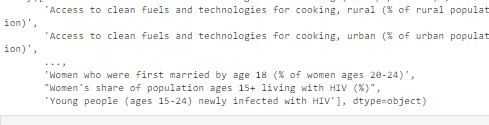 'Access to clean fuels and technologies for cooking, rural (% of rural populat
ion)',
'Access to clean fuels and technologies for cooking, urban (% of urban populat
ion)',
...,
'Women who were first married by age 18 (% of women ages 20-24)',
"Women's share of population ages 15+ living with HIV (%)",
'Young people (ages 15-24) newly infected with HIV'], dtype=object)